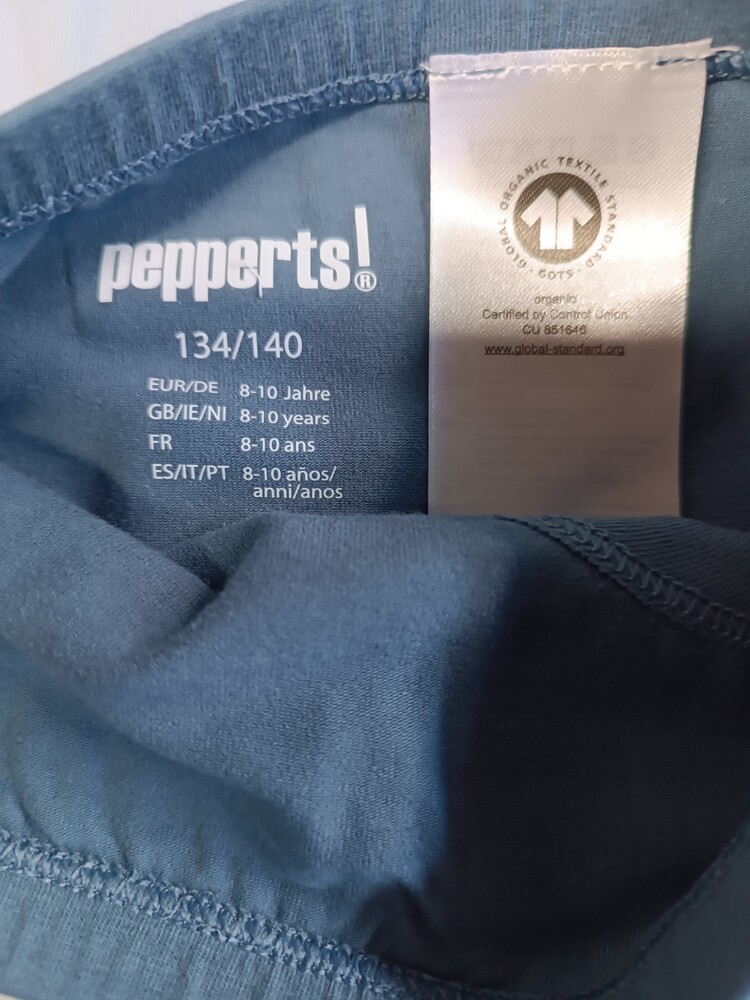 pepperts!®
134/140
EUR/DE 8-10 Jahre
GB/IE/NI 8-10 years
FR 8-10 ans
ES/IT/PT 8-10 años/
anni/anos
GLOBAL ORGANIC TEXTILE STANDARD
· GOTS ·
organic
Certified by Control Union
CU 851646
www.global-standard.org